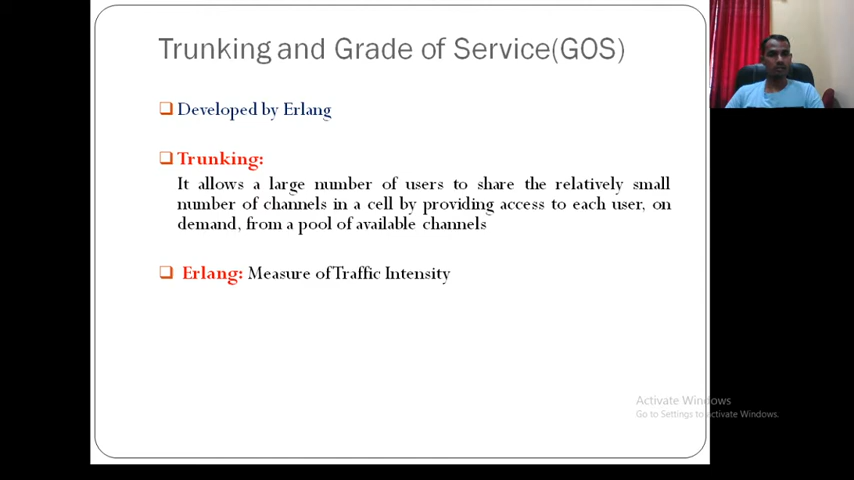 Trunking and Grade of Service(GOS)
Developed by Erlang
Trunking:
It allows a large number of users to share the relatively small
number of channels in a cell by providing access to each user, on
demand, from a pool of available channels
Erlang: Measure of Traffic Intensity
Activate Windows
Go to Settings to Activate Windows.